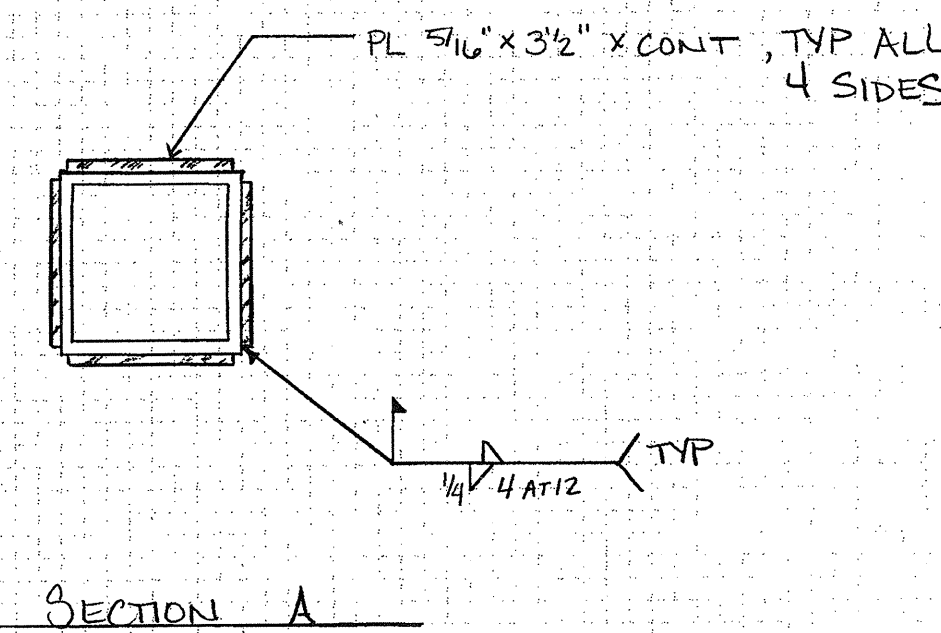 PL 5/16" x 3 1/2" x CONT , TYP ALL
4 SIDES
TYP
1/4 4 AT 12
SECTION A